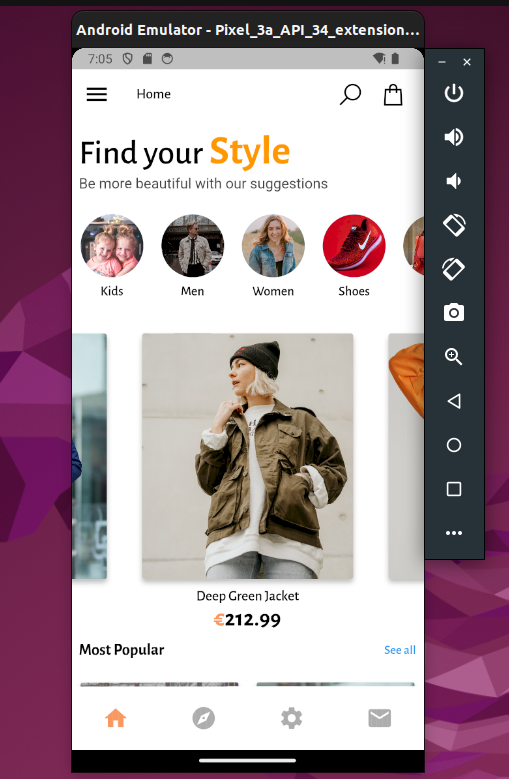 Android Emulator - Pixel_3a_API_34_extension...
7:05
Home
Find your Style
Be more beautiful with our suggestions
Kids
Men
Women
Shoes
Deep Green Jacket
€212.99
Most Popular
See all